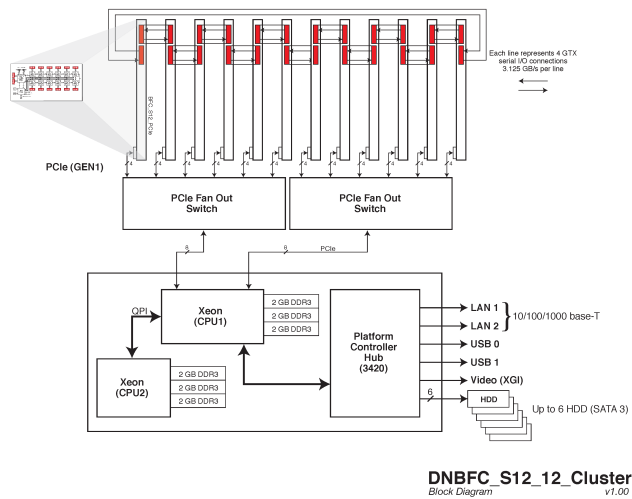 Each line represents 4 GTX
serial I/O connections
3.125 GB/s per line
BFC_S12_PCIe
PCIe (GEN1)
4 4 4 4 4 4 4 4 4 4 4 4
PCIe Fan Out
Switch
PCIe Fan Out
Switch
8
8
PCIe
QPI
Xeon
(CPU1)
2 GB DDR3
2 GB DDR3
2 GB DDR3
Xeon
(CPU2)
2 GB DDR3
2 GB DDR3
2 GB DDR3
Platform
Controller
Hub
(3420)
LAN 1
LAN 2
10/100/1000 base-T
USB 0
USB 1
Video (XGI)
6
HDD
Up to 6 HDD (SATA 3)
DNBFC_S12_12_Cluster
Block Diagram
v1.00